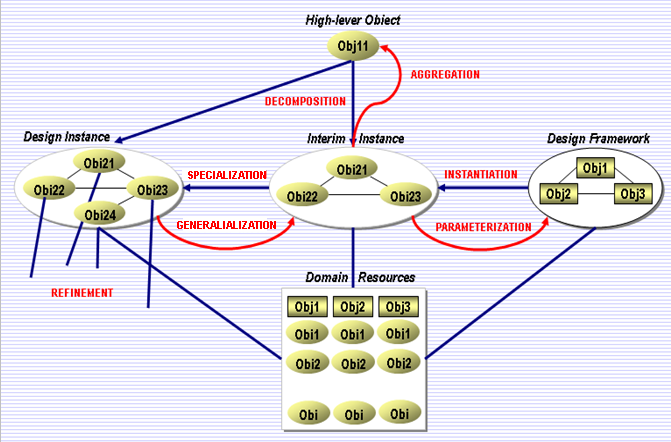 High-lever Obiect
Obj11
AGGREGATION
DECOMPOSITION
Design Instance
Interim Instance
Design Framework
Obi21
Obi22
Obi23
Obi24
SPECIALIZATION
GENERALIALIZATION
Obi21
Obi22
Obi23
INSTANTIATION
PARAMETERIZATION
Obj1
Obj2
Obj3
REFINEMENT
Domain Resources
Obj1 Obj2 Obj3
Obi1 Obi1 Obi1
Obi2 Obi2 Obi2
Obi Obi Obi